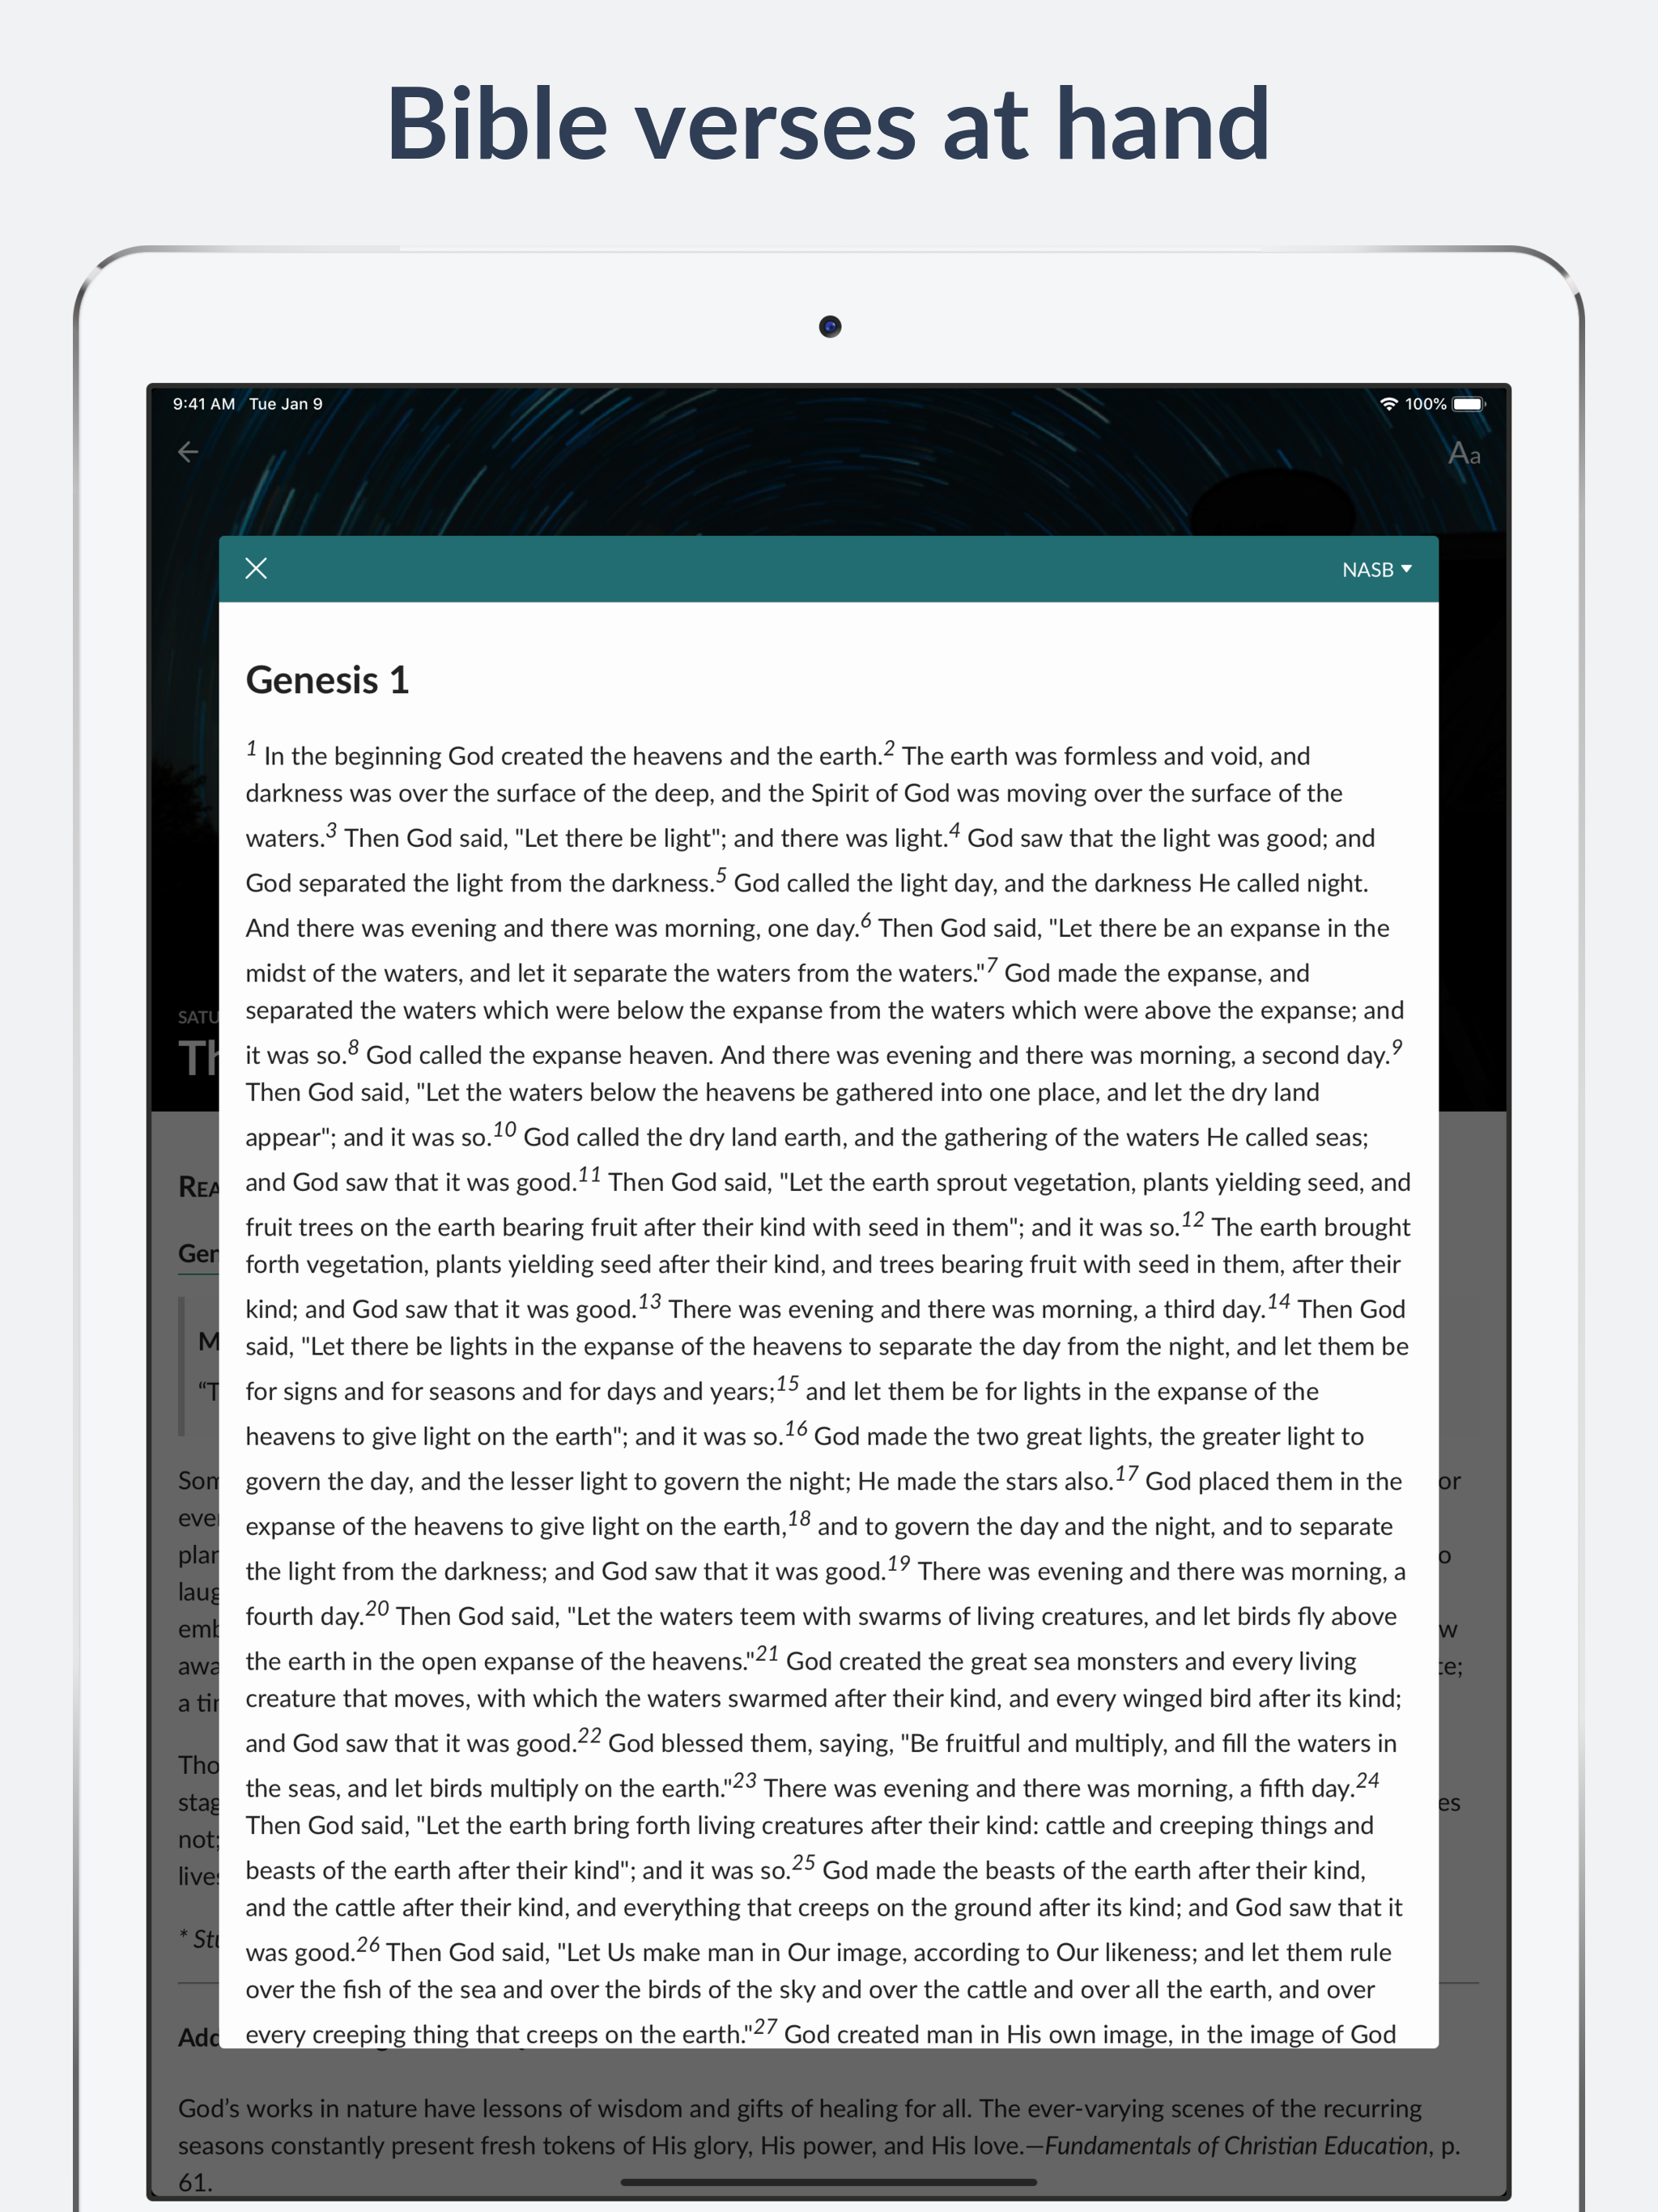 Bible verses at hand
9:41 AM Tue Jan 9
100%
Aa
NASB
Genesis 1
1 In the beginning God created the heavens and the earth.2 The earth was formless and void, and
darkness was over the surface of the deep, and the Spirit of God was moving over the surface of the
waters.3 Then God said, "Let there be light"; and there was light.4 God saw that the light was good; and
God separated the light from the darkness.5 God called the light day, and the darkness He called night.
And there was evening and there was morning, one day.6 Then God said, "Let there be an expanse in the
midst of the waters, and let it separate the waters from the waters."7 God made the expanse, and
separated the waters which were below the expanse from the waters which were above the expanse; and
it was so.8 God called the expanse heaven. And there was evening and there was morning, a second day.9
Then God said, "Let the waters below the heavens be gathered into one place, and let the dry land
appear"; and it was so.10 God called the dry land earth, and the gathering of the waters He called seas;
and God saw that it was good.11 Then God said, "Let the earth sprout vegetation, plants yielding seed, and
fruit trees on the earth bearing fruit after their kind with seed in them"; and it was so.12 The earth brought
forth vegetation, plants yielding seed after their kind, and trees bearing fruit with seed in them, after their
kind; and God saw that it was good.13 There was evening and there was morning, a third day.14 Then God
said, "Let there be lights in the expanse of the heavens to separate the day from the night, and let them be
for signs and for seasons and for days and years;15 and let them be for lights in the expanse of the
heavens to give light on the earth"; and it was so.16 God made the two great lights, the greater light to
govern the day, and the lesser light to govern the night; He made the stars also.17 God placed them in the
expanse of the heavens to give light on the earth,18 and to govern the day and the night, and to separate
the light from the darkness; and God saw that it was good.19 There was evening and there was morning, a
fourth day.20 Then God said, "Let the waters teem with swarms of living creatures, and let birds fly above
the earth in the open expanse of the heavens."21 God created the great sea monsters and every living
creature that moves, with which the waters swarmed after their kind, and every winged bird after its kind;
and God saw that it was good.22 God blessed them, saying, "Be fruitful and multiply, and fill the waters in
the seas, and let birds multiply on the earth."23 There was evening and there was morning, a fifth day.24
Then God said, "Let the earth bring forth living creatures after their kind: cattle and creeping things and
beasts of the earth after their kind"; and it was so.25 God made the beasts of the earth after their kind,
and the cattle after their kind, and everything that creeps on the ground after its kind; and God saw that it
was good.26 Then God said, "Let Us make man in Our image, according to Our likeness; and let them rule
over the fish of the sea and over the birds of the sky and over the cattle and over all the earth, and over
every creeping thing that creeps on the earth."27 God created man in His own image, in the image of God
God’s works in nature have lessons of wisdom and gifts of healing for all. The ever-varying scenes of the recurring
seasons constantly present fresh tokens of His glory, His power, and His love.—Fundamentals of Christian Education, p.
61.